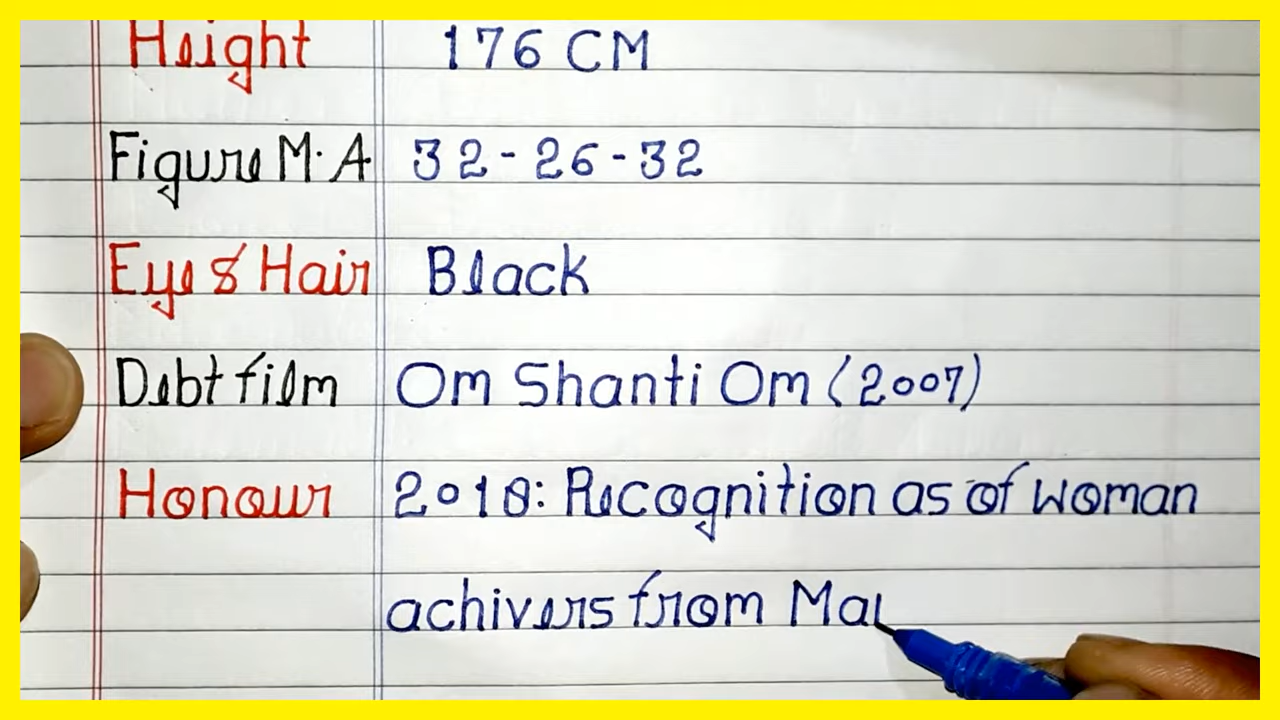 Height 176 CM
Figure M.A 32-26-32
Eye & Hair Black
Debt film Om Shanti Om (2007)
Honour 2018: Recognition as of woman
achivers from Ma